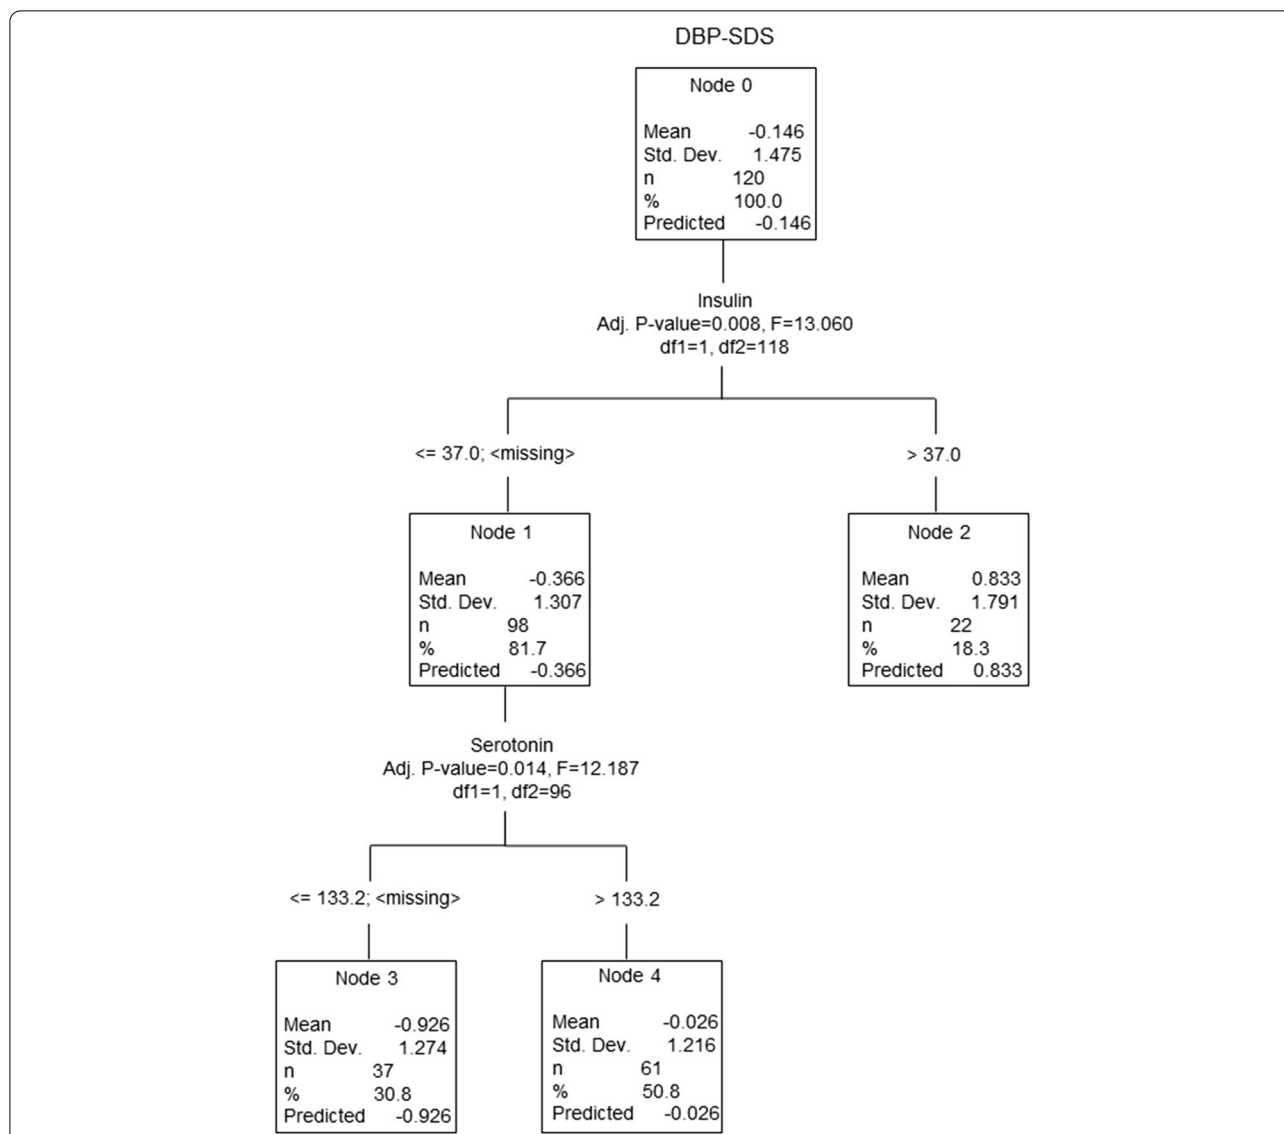 DBP-SDS
Node 0
Mean -0.146
Std. Dev. 1.475
n 120
% 100.0
Predicted -0.146
Insulin
Adj. P-value=0.008, F=13.060
df1=1, df2=118
<= 37.0; <missing>
> 37.0
Node 1
Mean -0.366
Std. Dev. 1.307
n 98
% 81.7
Predicted -0.366
Node 2
Mean 0.833
Std. Dev. 1.791
n 22
% 18.3
Predicted 0.833
Serotonin
Adj. P-value=0.014, F=12.187
df1=1, df2=96
<= 133.2; <missing>
> 133.2
Node 3
Mean -0.926
Std. Dev. 1.274
n 37
% 30.8
Predicted -0.926
Node 4
Mean -0.026
Std. Dev. 1.216
n 61
% 50.8
Predicted -0.026